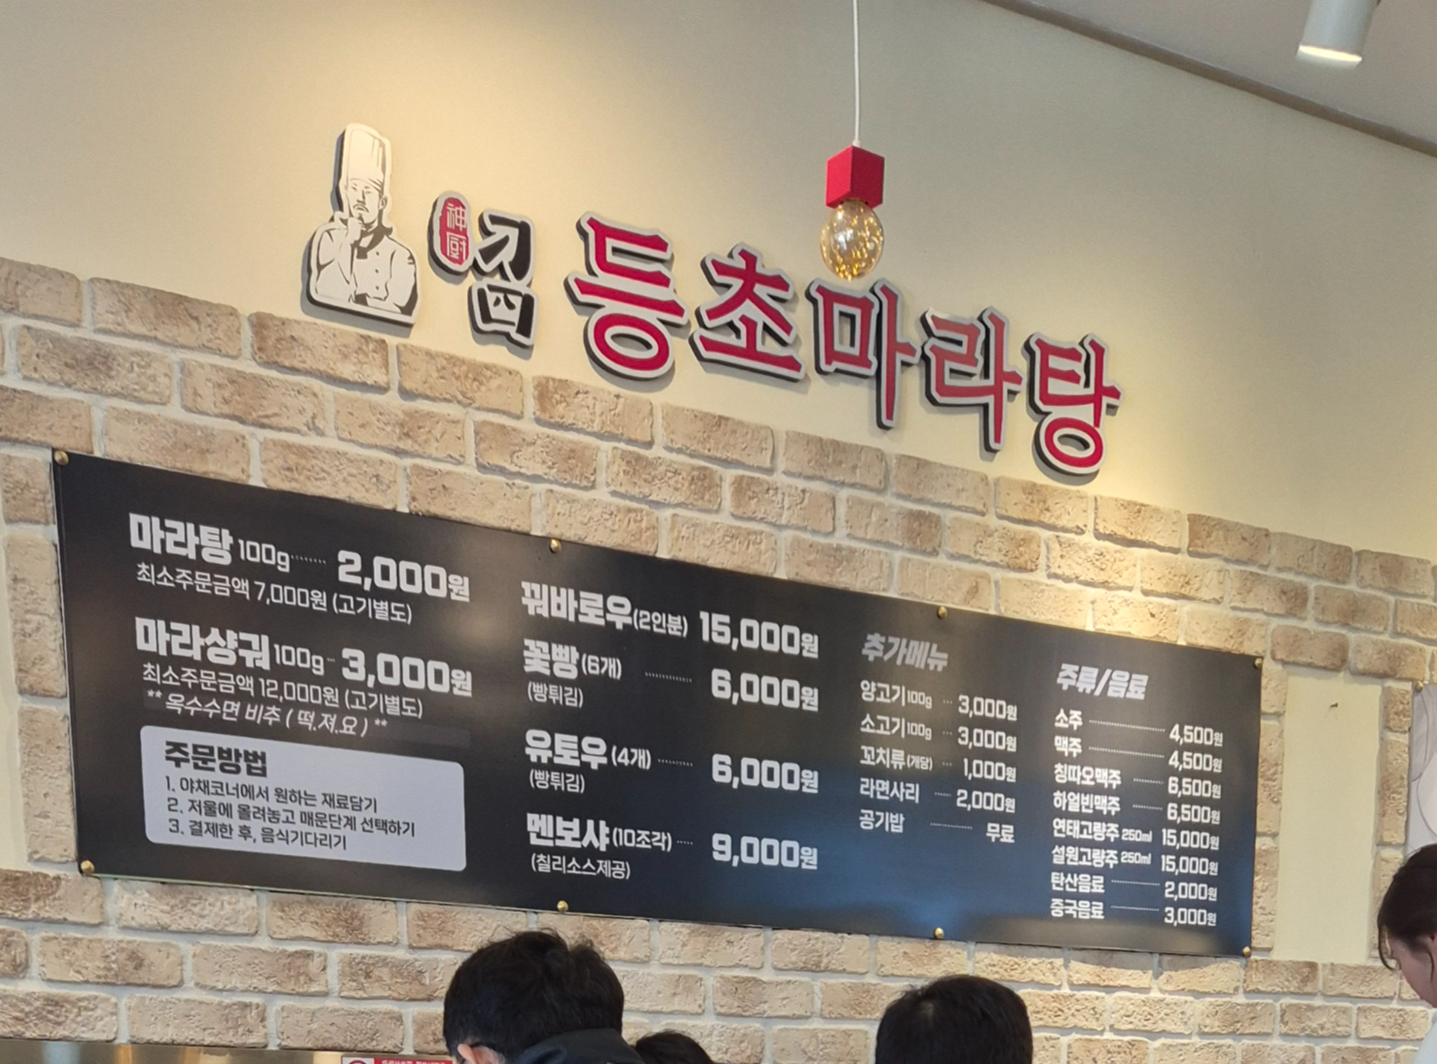 神厨
김
등초마라탕
마라탕 100g ······· 2,000원
최소주문금액 7,000원 (고기별도)
마라샹궈 100g ·· 3,000원
최소주문금액 12,000원 (고기별도)
** 옥수수면 비추 ( 떡.져.요 ) **
주문방법
1. 야채코너에서 원하는 재료담기
2. 저울에 올려놓고 매운단계 선택하기
3. 결제한 후, 음식기다리기
꿔바로우(2인분) 15,000원
꽃빵 (6개) ··········· 6,000원
(빵튀김)
유토우 (4개) ········ 6,000원
(빵튀김)
멘보샤 (10조각) ···· 9,000원
(칠리소스제공)
추가메뉴
양고기 100g ·· 3,000원
소고기 100g ·· 3,000원
꼬치류(개당) ·· 1,000원
라면사리 ····· 2,000원
공기밥 ·········· 무료
주류/음료
소주 ··············· 4,500원
맥주 ··············· 4,500원
칭따오맥주 ········ 6,500원
하얼빈맥주 ········ 6,500원
연태고량주 250ml 15,000원
설원고량주 250ml 15,000원
탄산음료 ·········· 2,000원
중국음료 ·········· 3,000원